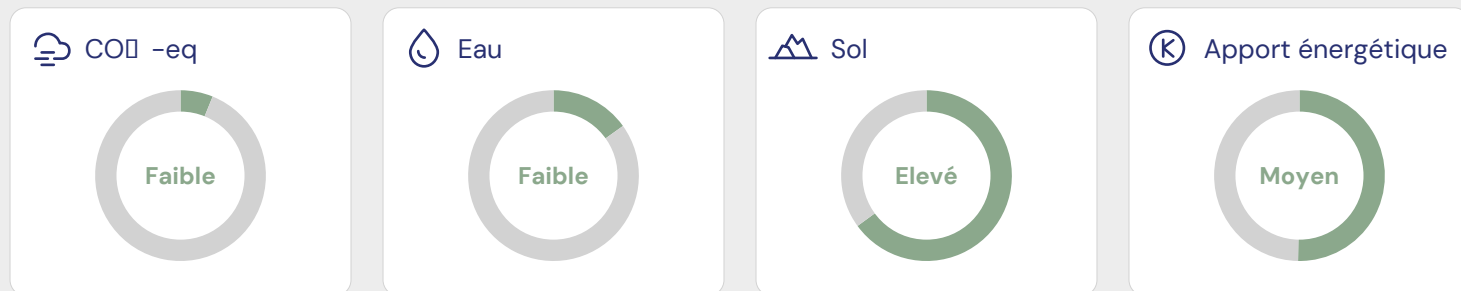 CO▯ -eq
Eau
Sol
Apport énergétique
Faible
Faible
Elevé
Moyen